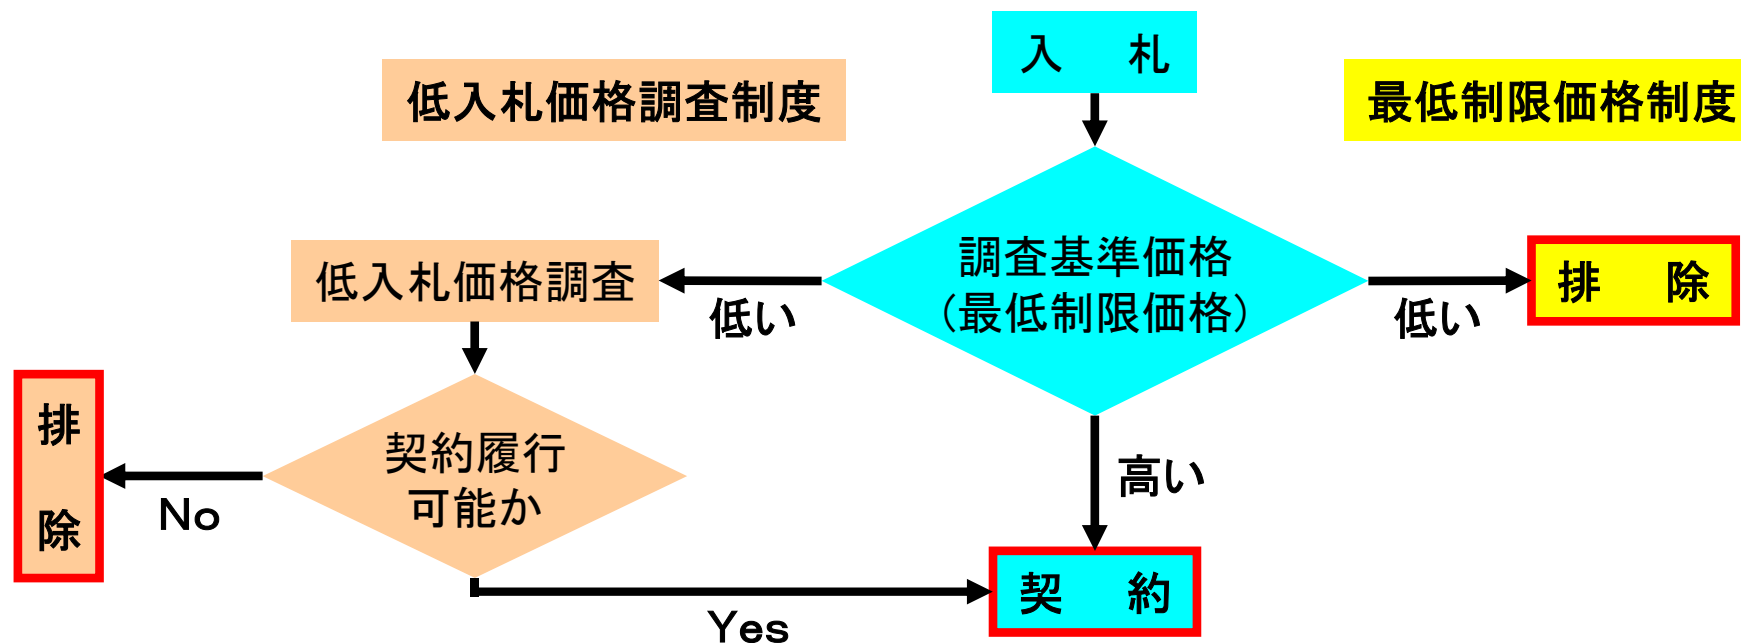 入　札
低入札価格調査制度
最低制限価格制度
調査基準価格
（最低制限価格）
低入札価格調査
低い
低い
排　除
契約履行
可能か
排
除
No
高い
契　約
Yes